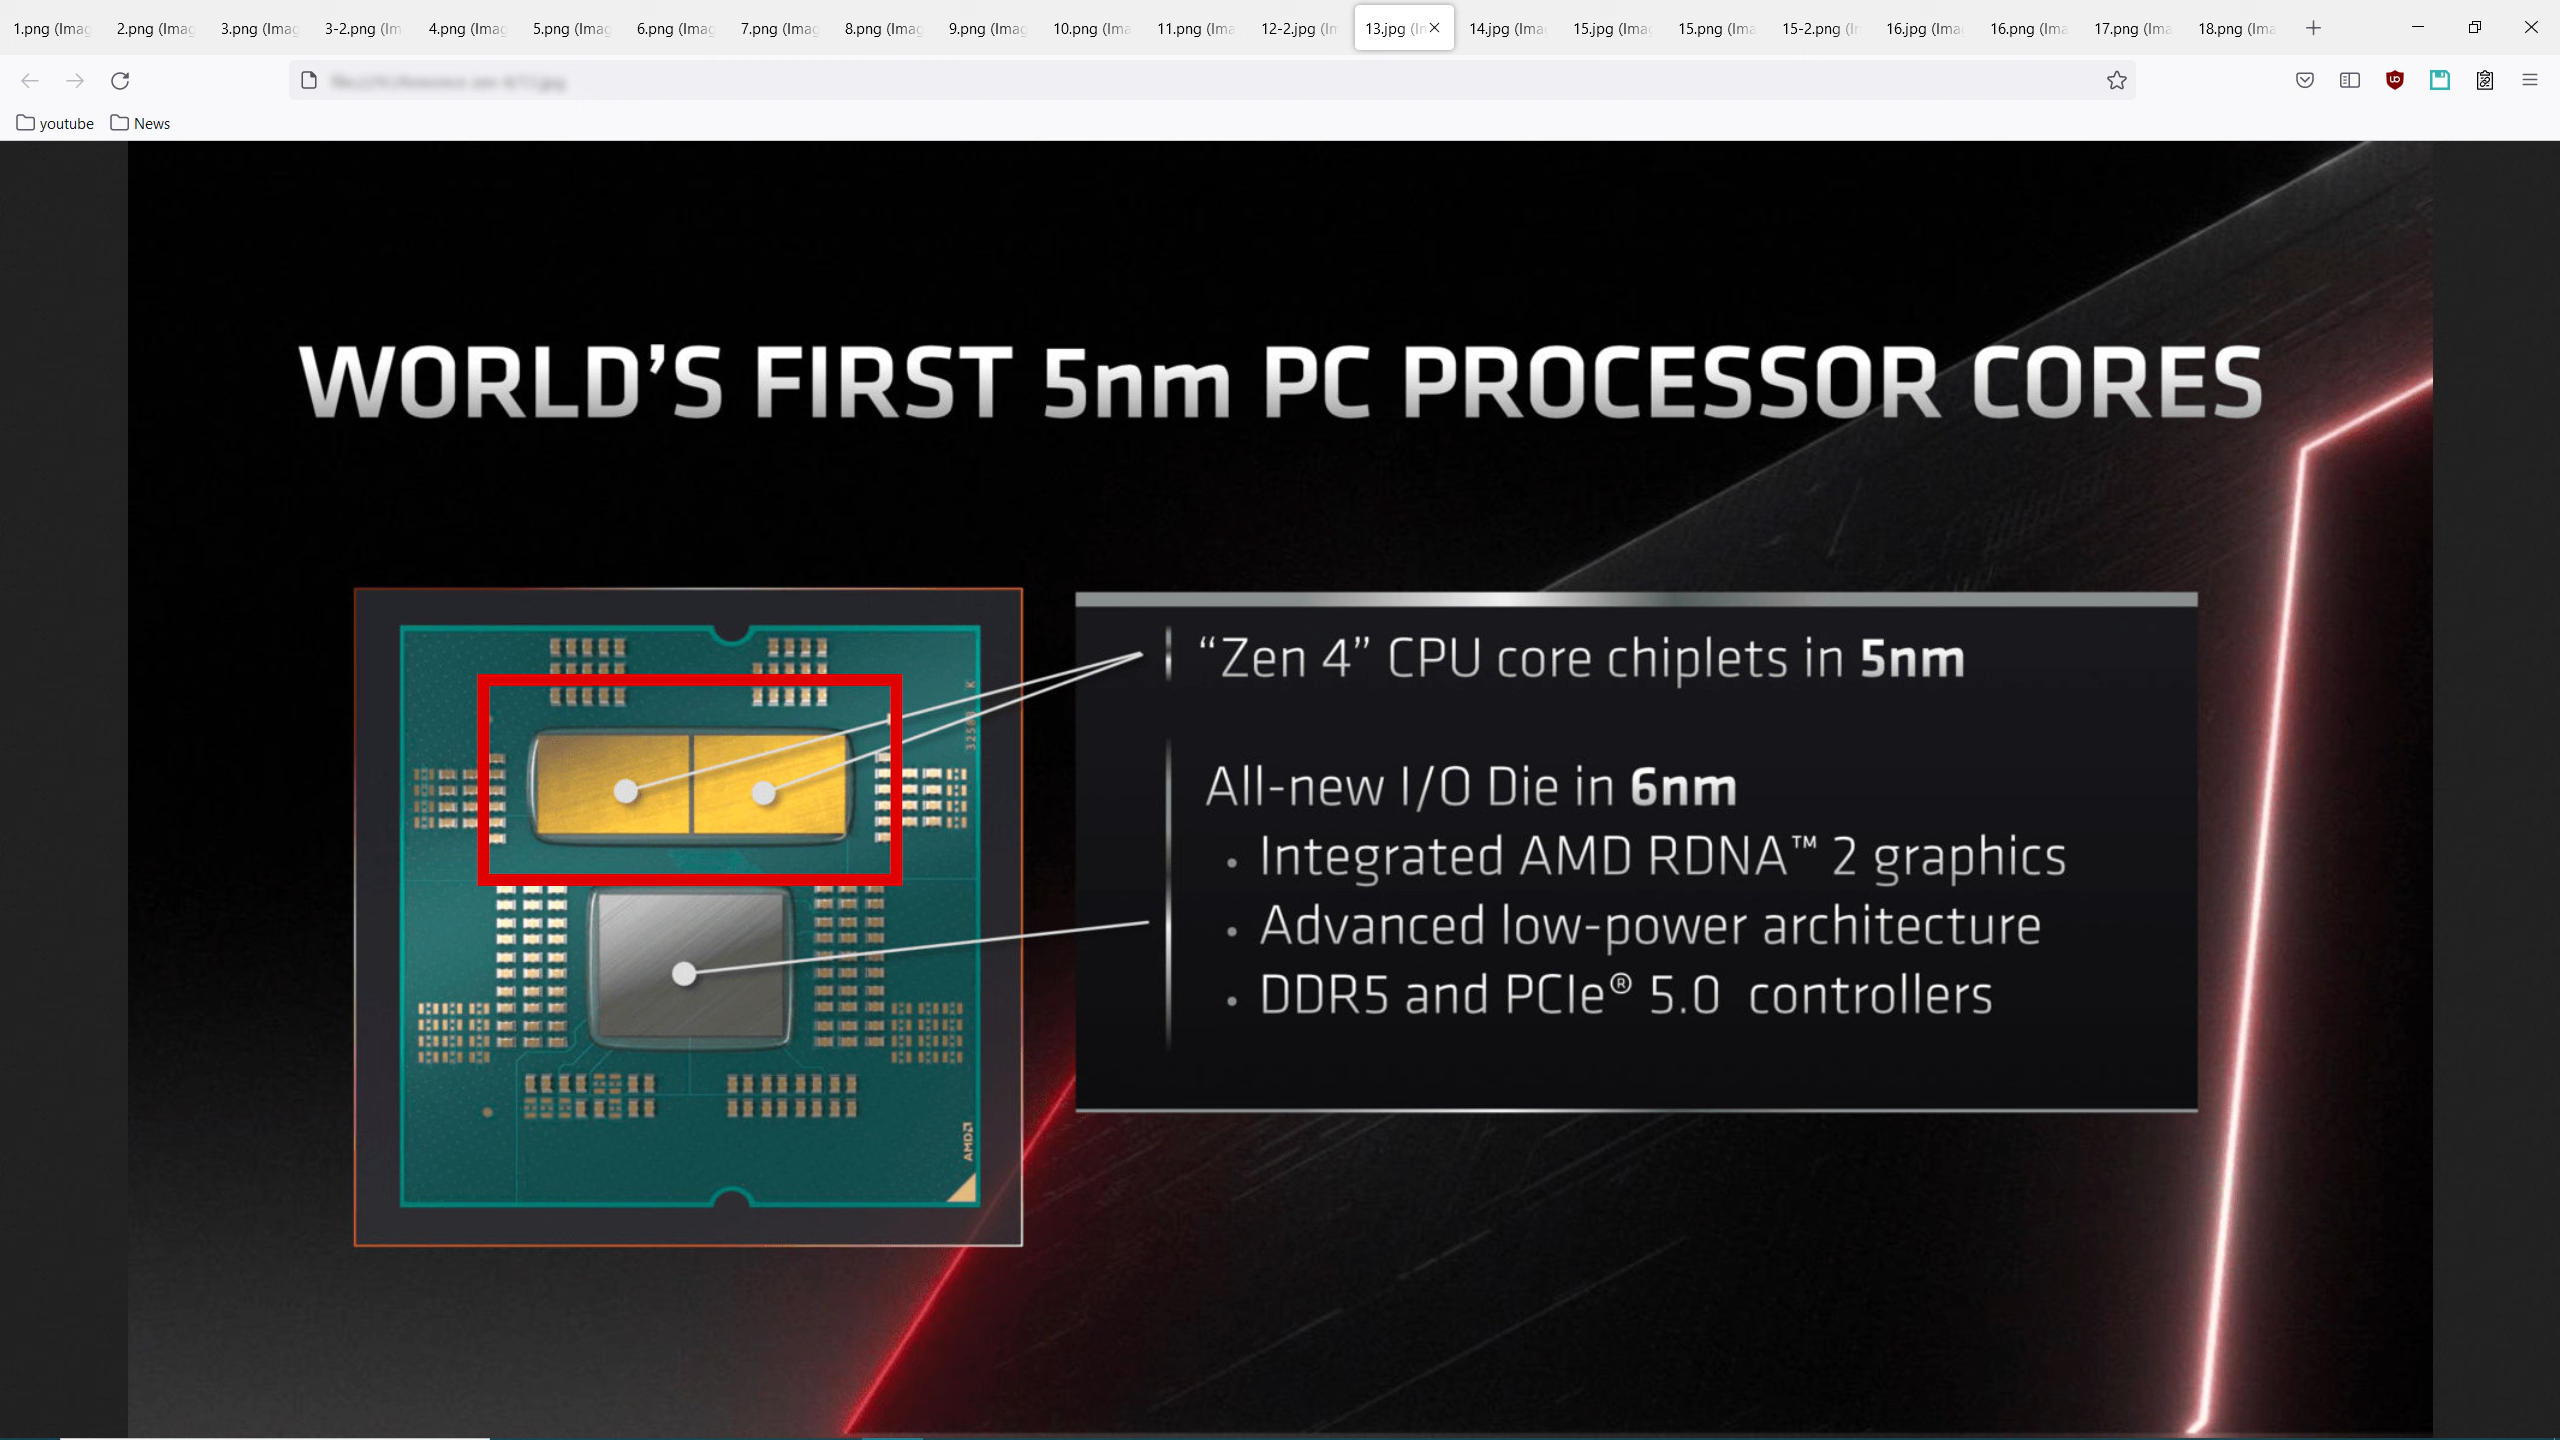 1.png (Imag 2.png (Imag 3.png (Imag 3-2.png (Im 4.png (Imag 5.png (Imag 6.png (Imag 7.png (Imag 8.png (Imag 9.png (Imag 10.png (Ima 11.png (Ima 12-2.jpg (Im 13.jpg (In 14.jpg (Ima 15.jpg (Imag 15.png (Ima 15-2.png (I 16.jpg (Ima 16.png (Ima 17.png (Ima 18.png (Ima
youtube News
WORLD'S FIRST 5nm PC PROCESSOR CORES
“Zen 4” CPU core chiplets in 5nm
All-new I/O Die in 6nm
• Integrated AMD RDNA™ 2 graphics
• Advanced low-power architecture
• DDR5 and PCIe® 5.0 controllers
AMD